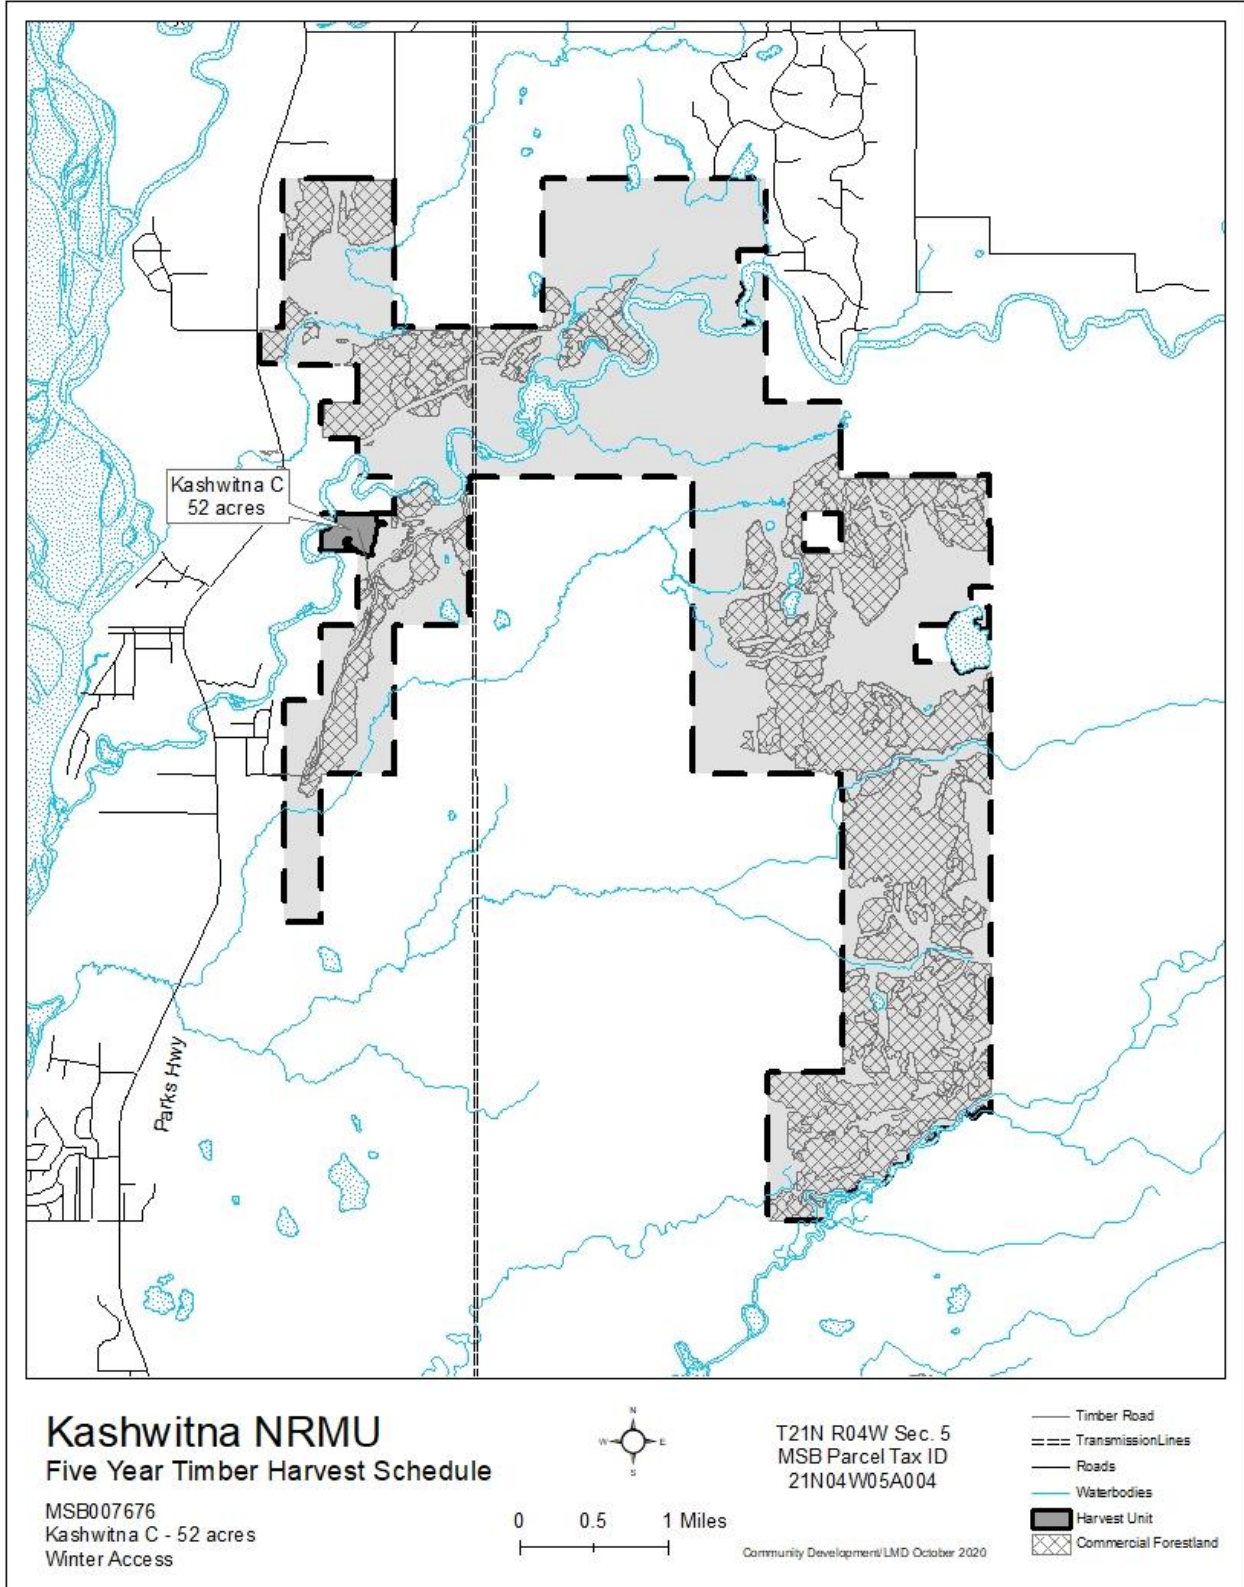 Kashwitna C
52 acres
Parks Hwy
Kashwitna NRMU
Five Year Timber Harvest Schedule
MSB007676
Kashwitna C - 52 acres
Winter Access
N
W
E
S
0 0.5 1 Miles
T21N R04W Sec. 5
MSB Parcel Tax ID
21N04W05A004
Community Development/LMD October 2020
Timber Road
TransmissionLines
Roads
Waterbodies
Harvest Unit
Commercial Forestland